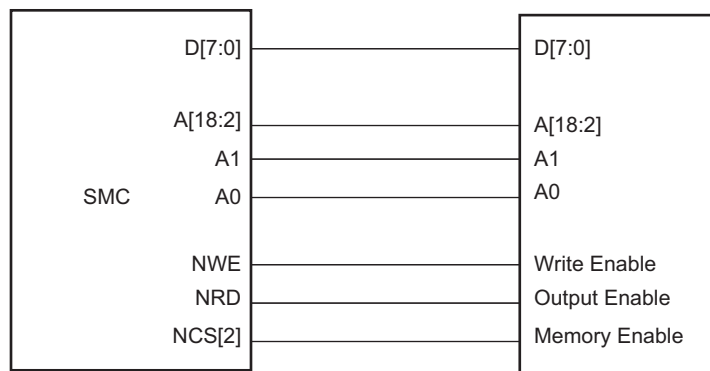 D[7:0] D[7:0]
A[18:2] A[18:2]
A1 A1
SMC A0 A0
NWE Write Enable
NRD Output Enable
NCS[2] Memory Enable